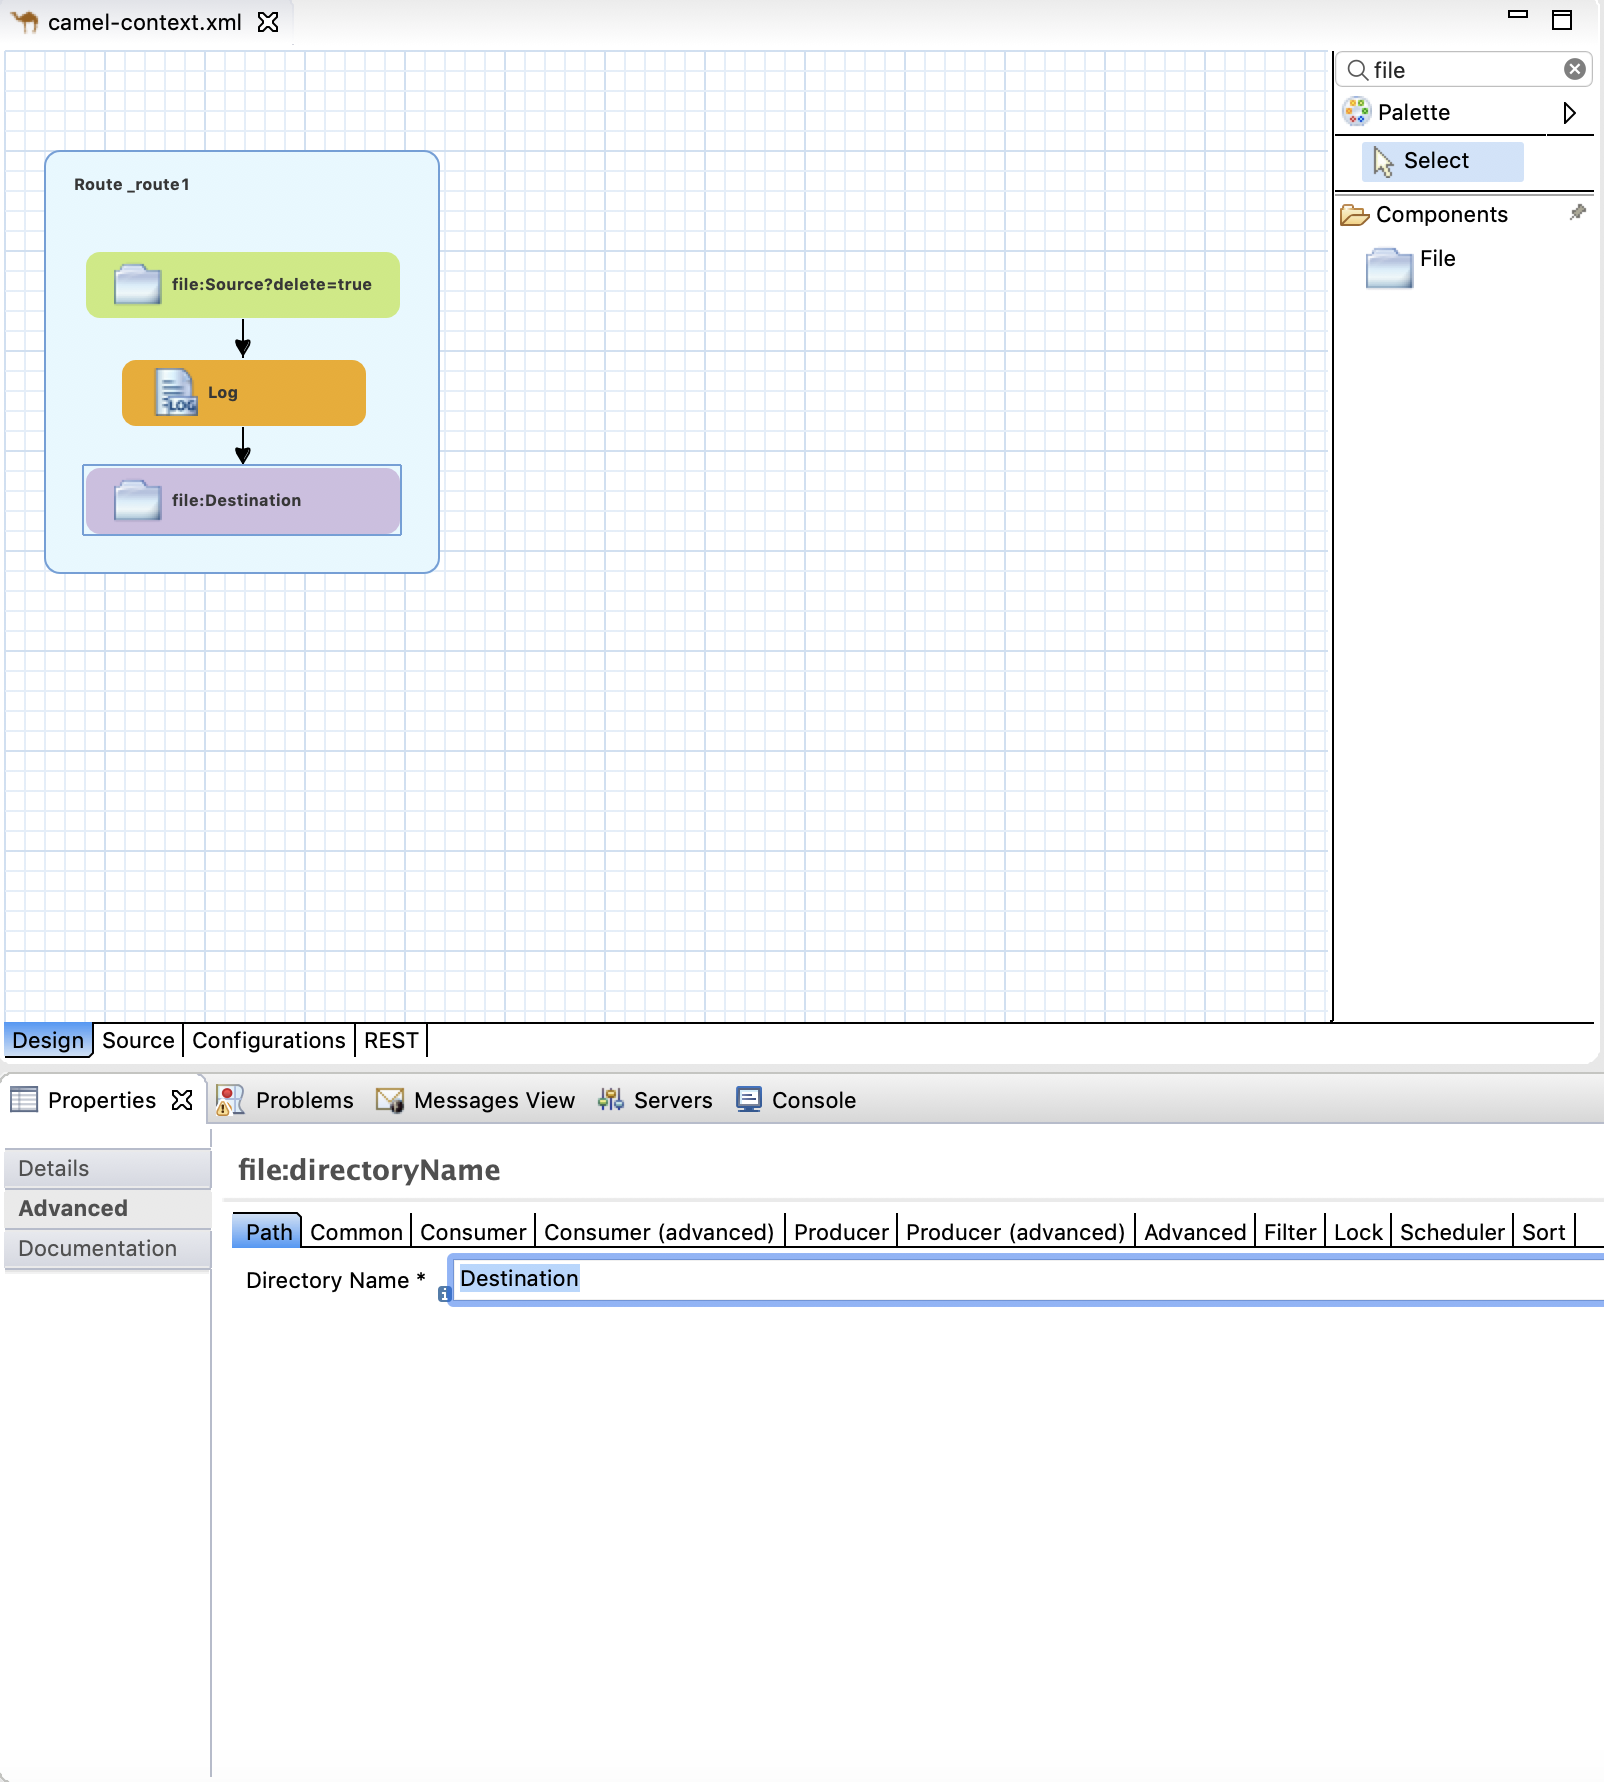 camel-context.xml
file
Palette
Select
Components
File
Route _route1
file:Source?delete=true
LOG
Log
file:Destination
Design Source Configurations REST
Properties Problems Messages View Servers Console
Details
Advanced
Documentation
file:directoryName
Path Common Consumer Consumer (advanced) Producer Producer (advanced) Advanced Filter Lock Scheduler Sort
Directory Name * Destination